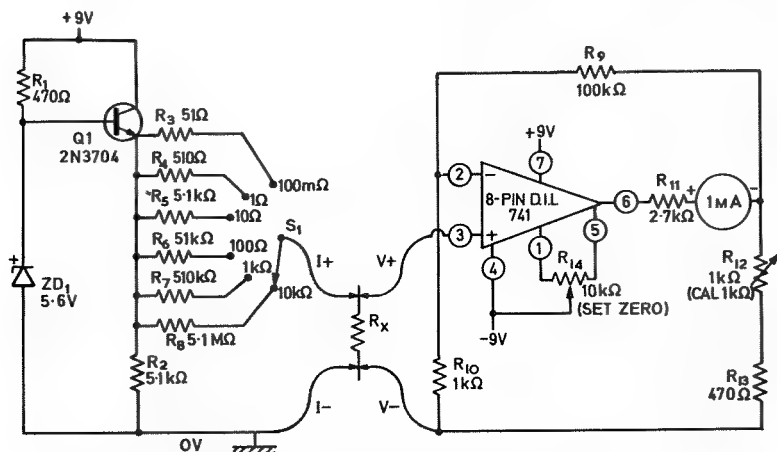 +9V
R1
470Ω
Q1
2N3704
ZD1
5·6V
+
R3 51Ω
R4 510Ω
*R5 5·1kΩ
R6 51kΩ
R7 510kΩ
R8 5·1MΩ
R2
5·1kΩ
100mΩ
1Ω
10Ω
100Ω
1kΩ
10kΩ
S1
I+
V+
RX
I−
V−
0V
R9
100kΩ
+9V
7
2
−
8-PIN D.I.L
741
3
+
6
1
5
4
R14
10kΩ
(SET ZERO)
−9V
R10
1kΩ
R11
2·7kΩ
+
1MA
−
R12
1kΩ
(CAL 1kΩ)
R13
470Ω